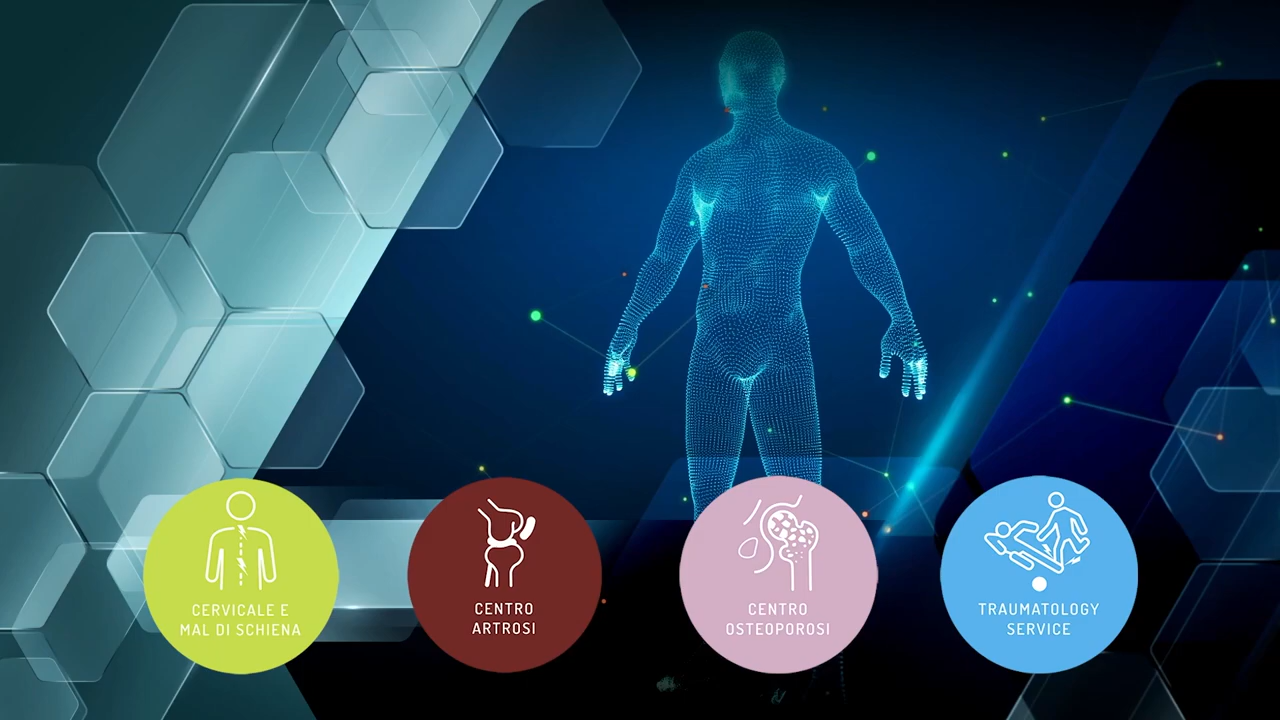 CERVICALE E
MAL DI SCHIENA
CENTRO
ARTROSI
CENTRO
OSTEOPOROSI
TRAUMATOLOGY
SERVICE